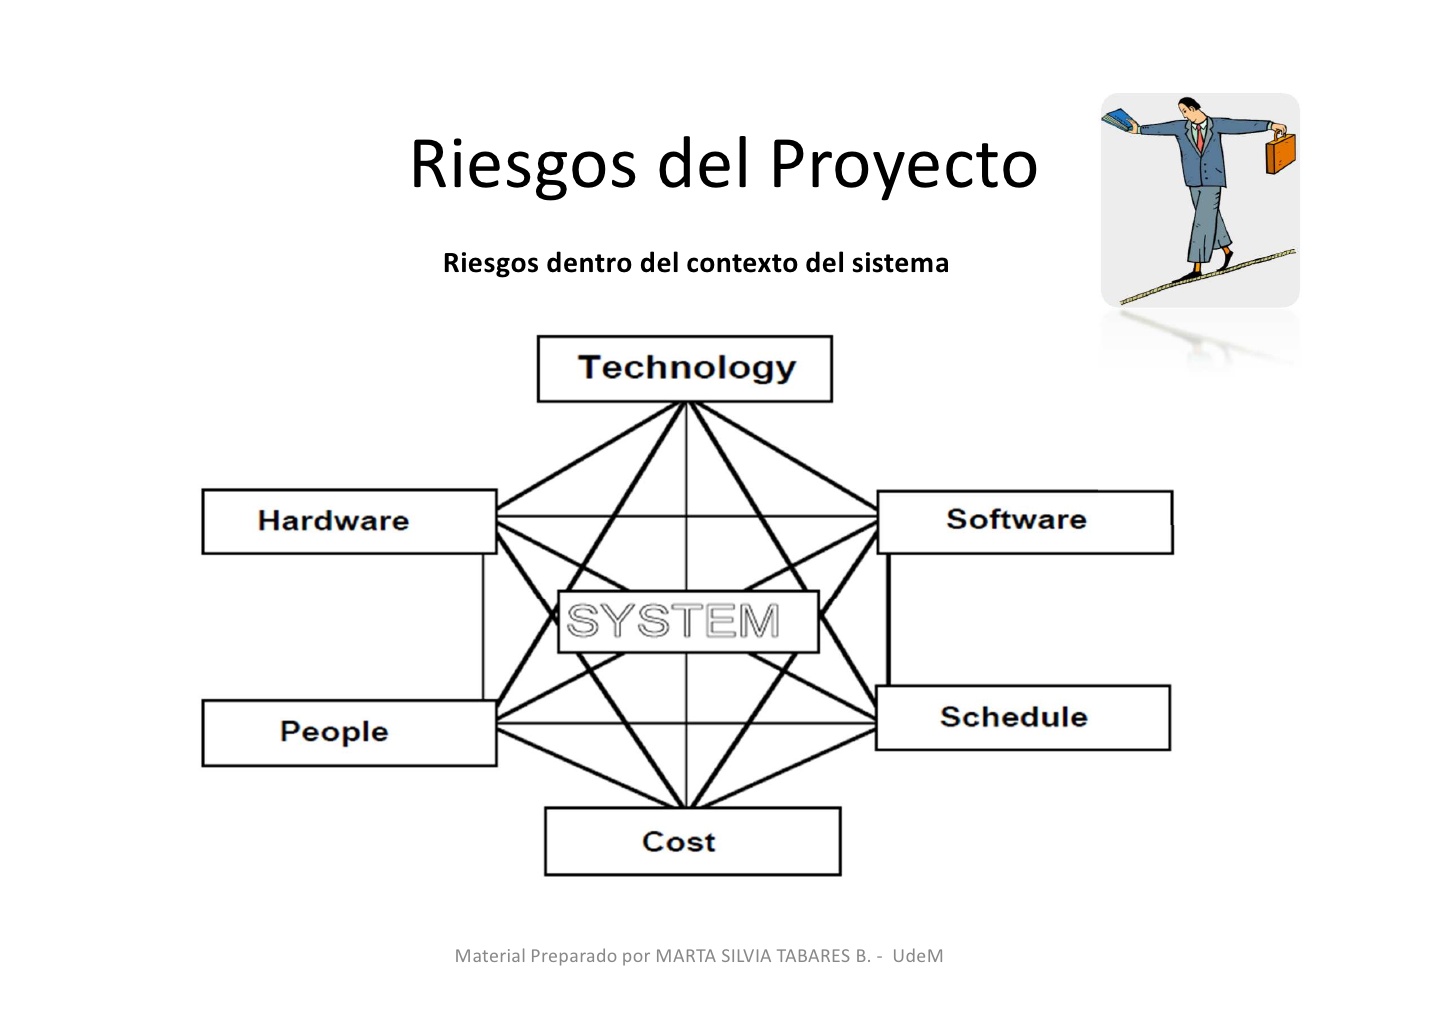 Riesgos del Proyecto
Riesgos dentro del contexto del sistema
Technology
Hardware
Software
SYSTEM
People
Schedule
Cost
Material Preparado por MARTA SILVIA TABARES B. - UdeM